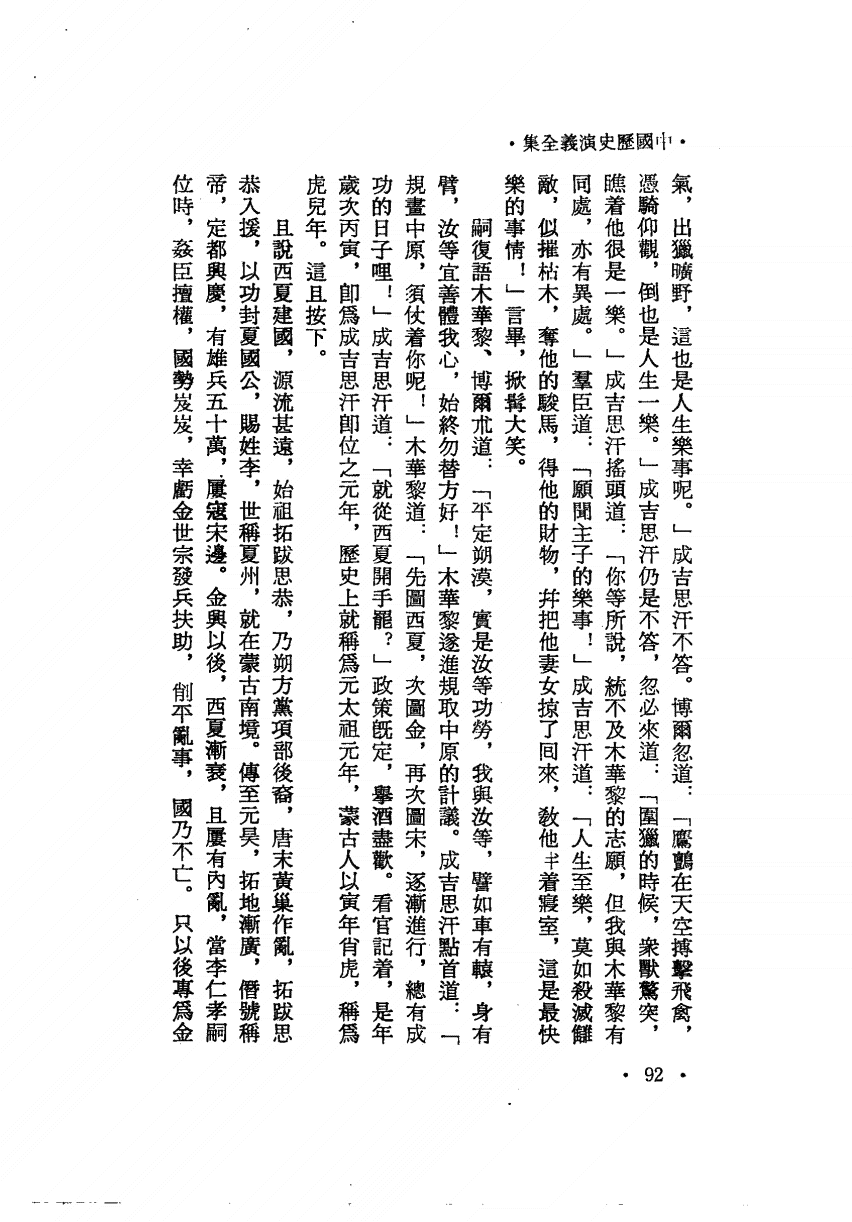 ·中國歷史演義全集·
氣，出獵曠野，這也是人生樂事呢。」成吉思汗不答。博爾忽道：「鷹鸇在天空搏擊飛禽，
憑騎仰觀，倒也是人生一樂。」成吉思汗仍是不答，忽必來道：「圍獵的時候，衆獸驚突，
瞧着他很是一樂。」成吉思汗搖頭道：「你等所說，統不及木華黎的志願，但我與木華黎有
同處，亦有異處。」羣臣道：「願聞主子的樂事！」成吉思汗道：「人生至樂，莫如殺滅讎
敵，似摧枯木，奪他的駿馬，得他的財物，幷把他妻女掠了囘來，敎他半着寢室，這是最快
樂的事情！」言畢，掀髯大笑。
嗣復語木華黎、博爾朮道：「平定朔漠，實是汝等功勞，我與汝等，譬如車有轅，身有
臂，汝等宜善體我心，始終勿替方好！」木華黎遂進規取中原的計議。成吉思汗點首道：「
規畫中原，須仗着你呢！」木華黎道：「先圖西夏，次圖金，再次圖宋，逐漸進行，總有成
功的日子哩！」成吉思汗道：「就從西夏開手罷？」政策旣定，擧酒盡歡。看官記着，是年
歲次丙寅，卽爲成吉思汗卽位之元年，歷史上就稱爲元太祖元年，蒙古人以寅年肖虎，稱爲
虎兒年。這且按下。
且說西夏建國，源流甚遠，始祖拓跋思恭，乃朔方黨項部後裔，唐末黃巢作亂，拓跋思
恭入援，以功封夏國公，賜姓李，世稱夏州，就在蒙古南境。傳至元昊，拓地漸廣，僭號稱
帝，定都興慶，有雄兵五十萬，屢寇宋邊。金興以後，西夏漸衰，且屢有內亂，當李仁孝嗣
位時，姦臣擅權，國勢岌岌，幸虧金世宗發兵扶助，削平亂事，國乃不亡。只以後專爲金
·92·